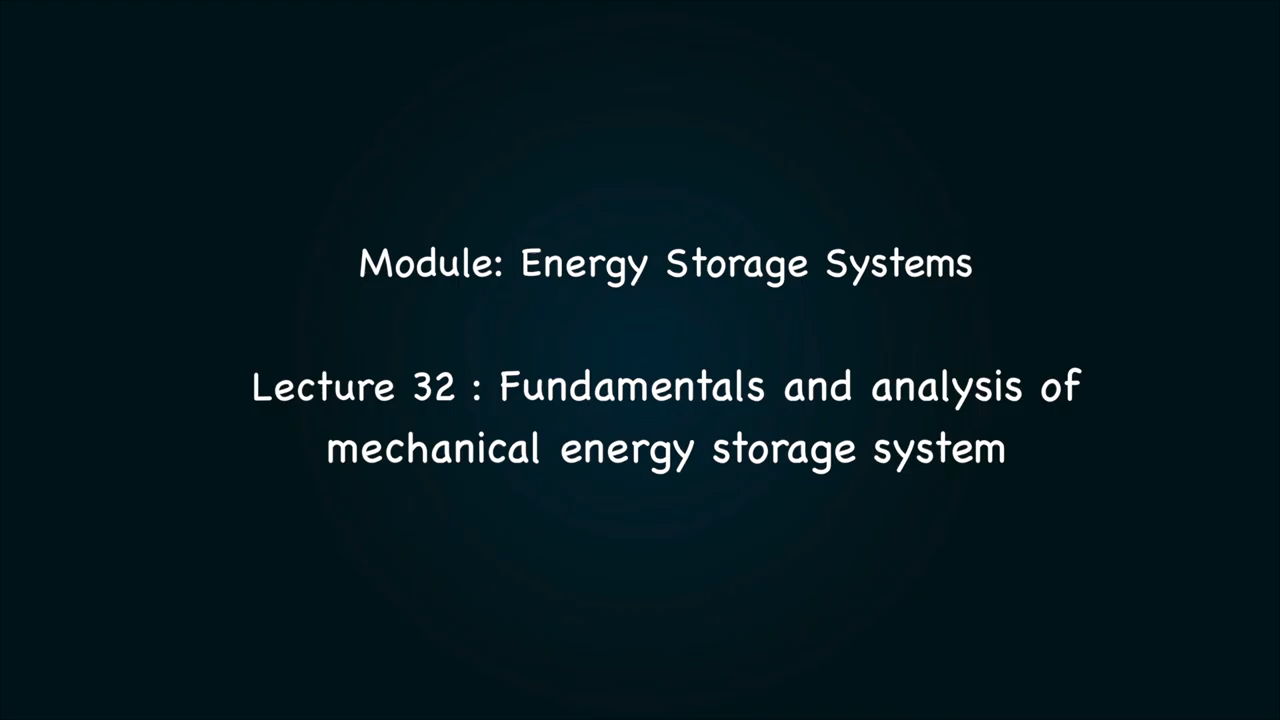 Module: Energy Storage Systems
Lecture 32 : Fundamentals and analysis of
mechanical energy storage system